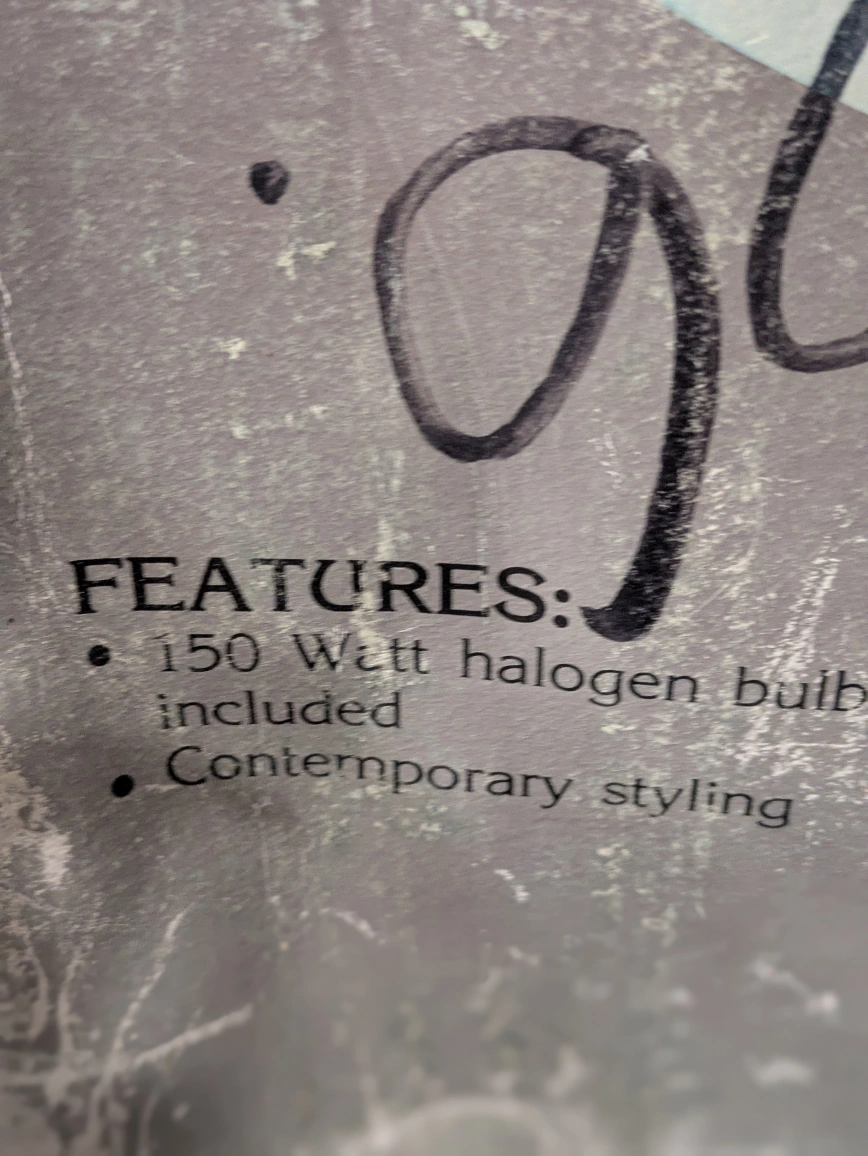 FEATURES:
• 150 Watt halogen bulb
included
• Contemporary styling